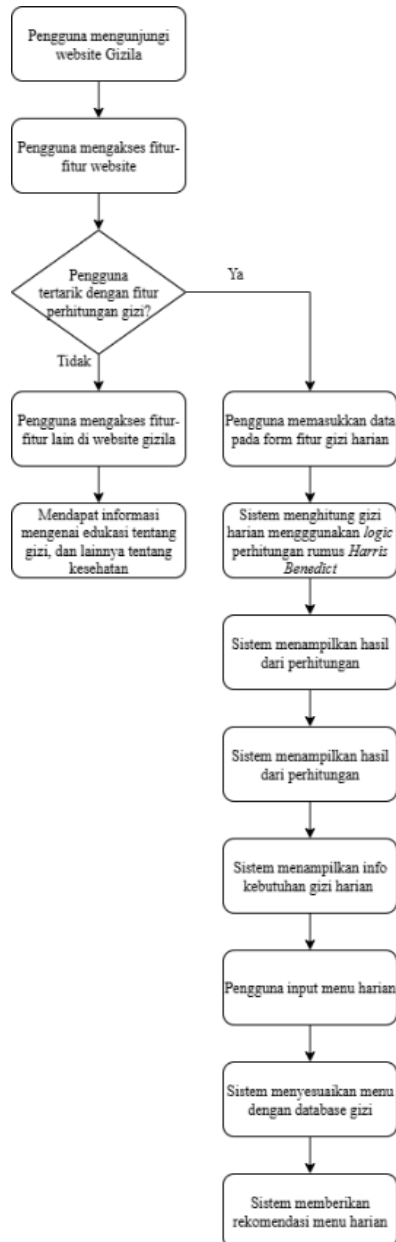 Pengguna mengunjungi
website Gizila
Pengguna mengakses fitur-
fitur website
Pengguna
tertarik dengan fitur
perhitungan gizi?
Ya
Tidak
Pengguna mengakses fitur-
fitur lain di website gizila
Mendapat informasi
mengenai edukasi tentang
gizi, dan lainnya tentang
kesehatan
Pengguna memasukkan data
pada form fitur gizi harian
Sistem menghitung gizi
harian mengggunakan logic
perhitungan rumus Harris
Benedict
Sistem menampilkan hasil
dari perhitungan
Sistem menampilkan hasil
dari perhitungan
Sistem menampilkan info
kebutuhan gizi harian
Pengguna input menu harian
Sistem menyesuaikan menu
dengan database gizi
Sistem memberikan
rekomendasi menu harian